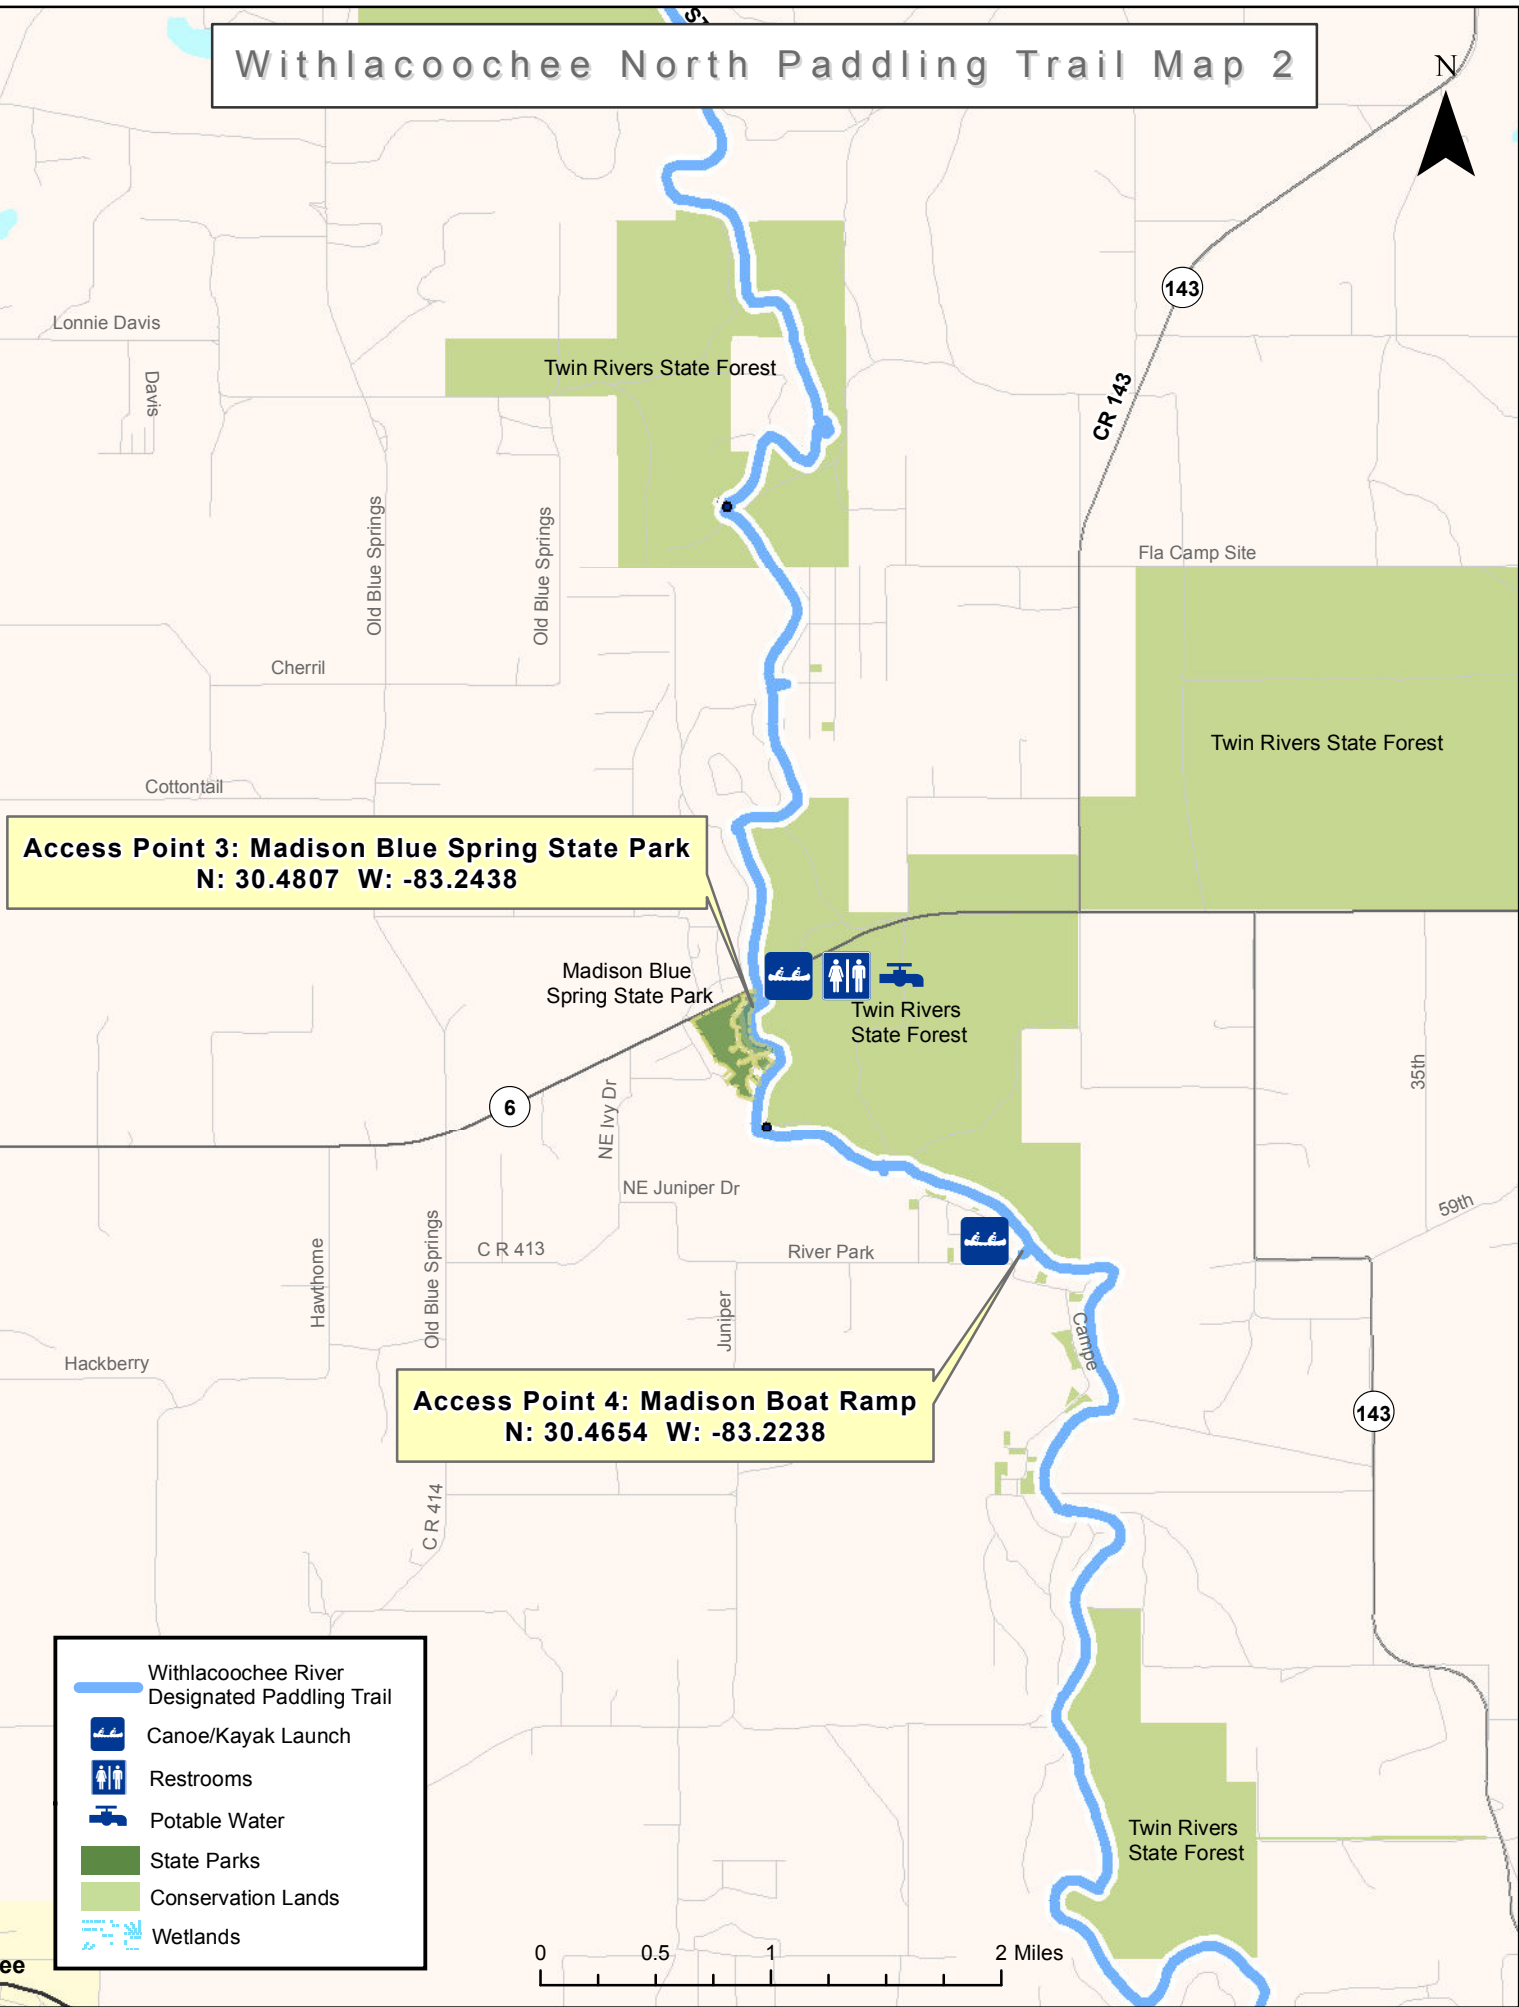 Withlacoochee North Paddling Trail Map 2
N
143
Lonnie Davis
Davis
Twin Rivers State Forest
CR 143
Old Blue Springs
Old Blue Springs
Fla Camp Site
Cherril
Twin Rivers State Forest
Cottontail
Access Point 3: Madison Blue Spring State Park
N: 30.4807 W: -83.2438
Madison Blue
Spring State Park
Twin Rivers
State Forest
6
NE Ivy Dr
35th
NE Juniper Dr
59th
Hawthorne
Old Blue Springs
C R 413
River Park
Juniper
Campe
Hackberry
Access Point 4: Madison Boat Ramp
N: 30.4654 W: -83.2238
143
C R 414
Withlacoochee River
Designated Paddling Trail
Canoe/Kayak Launch
Restrooms
Potable Water
State Parks
Conservation Lands
Wetlands
Twin Rivers
State Forest
ee
0 0.5 1 2 Miles